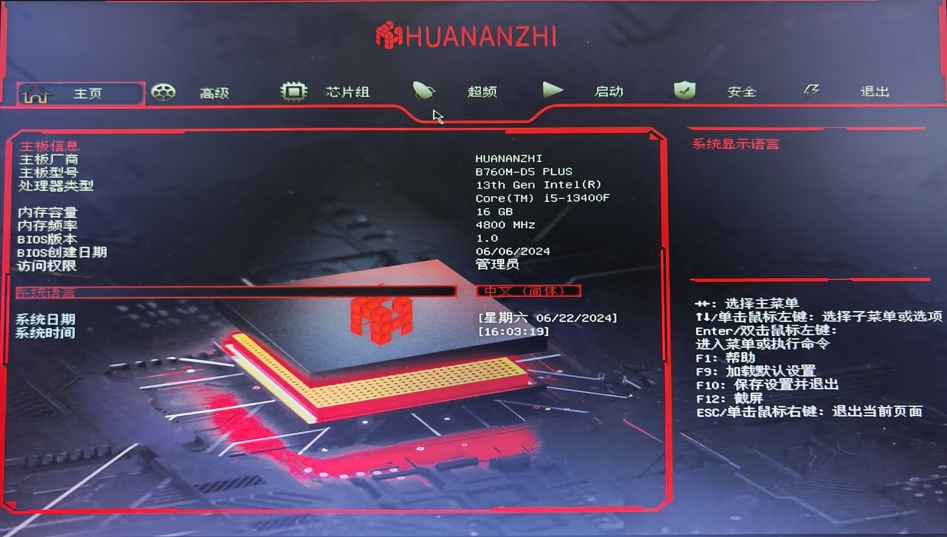 HUANANZHI
主页 高级 芯片组 超频 启动 安全 退出
主板信息
主板厂商 HUANANZHI
主板型号 B760M-D5 PLUS
处理器类型 13th Gen Intel(R)
Core(TM) i5-13400F
内存容量 16 GB
内存频率 4800 MHz
BIOS版本 1.0
BIOS创建日期 06/06/2024
访问权限 管理员
系统语言 中文 (简体)
系统日期 [星期六 06/22/2024]
系统时间 [16:03:19]
系统显示语言
→←: 选择主菜单
↑↓/单击鼠标左键: 选择子菜单或选项
Enter/双击鼠标左键:
进入菜单或执行命令
F1: 帮助
F9: 加载默认设置
F10: 保存设置并退出
F12: 截屏
ESC/单击鼠标右键: 退出当前页面